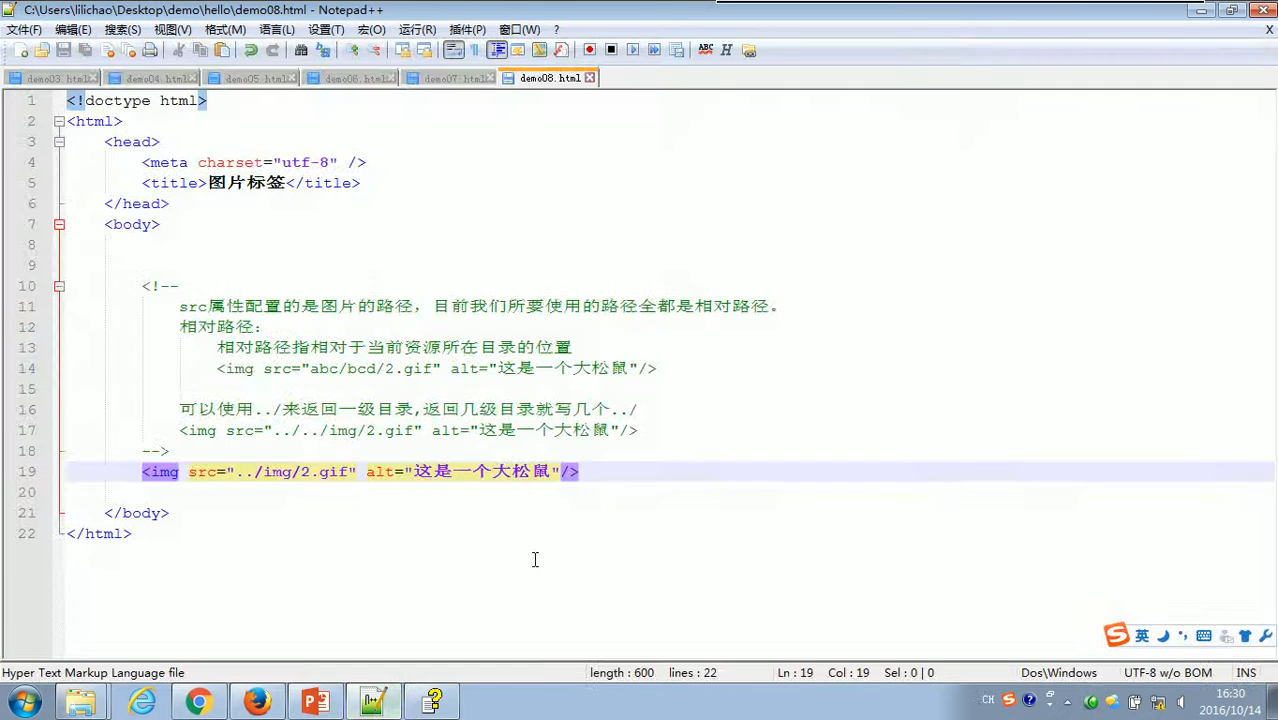 C:\Users\lilichao\Desktop\demo\hello\demo08.html - Notepad++
文件(F) 编辑(E) 搜索(S) 视图(V) 格式(M) 语言(L) 设置(T) 宏(O) 运行(R) 插件(P) 窗口(W) ? X
demo03.html demo04.html demo05.html demo06.html demo07.html demo08.html
1 <!doctype html>
2 <html>
3 <head>
4 <meta charset="utf-8" />
5 <title>图片标签</title>
6 </head>
7 <body>
8
9
10 <!--
11 src属性配置的是图片的路径，目前我们所要使用的路径全都是相对路径。
12 相对路径：
13 相对路径指相对于当前资源所在目录的位置
14 <img src="abc/bcd/2.gif" alt="这是一个大松鼠"/>
15
16 可以使用../来返回一级目录,返回几级目录就写几个../
17 <img src="../../img/2.gif" alt="这是一个大松鼠"/>
18 -->
19 <img src="../img/2.gif" alt="这是一个大松鼠"/>
20
21 </body>
22 </html>
英
Hyper Text Markup Language file length : 600 lines : 22 Ln : 19 Col : 19 Sel : 0 | 0 Dos\Windows UTF-8 w/o BOM INS
CH 16:30
2016/10/14